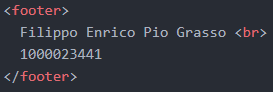 <footer>
Filippo Enrico Pio Grasso <br>
1000023441
</footer>